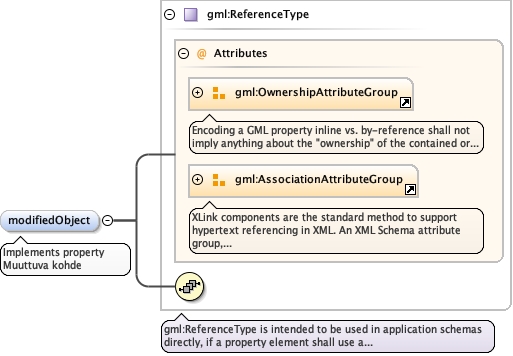 gml:ReferenceType
@ Attributes
gml:OwnershipAttributeGroup
Encoding a GML property inline vs. by-reference shall not
imply anything about the "ownership" of the contained or...
gml:AssociationAttributeGroup
XLink components are the standard method to support
hypertext referencing in XML. An XML Schema attribute
group,...
modifiedObject
Implements property
Muuttuva kohde
gml:ReferenceType is intended to be used in application schemas
directly, if a property element shall use a...